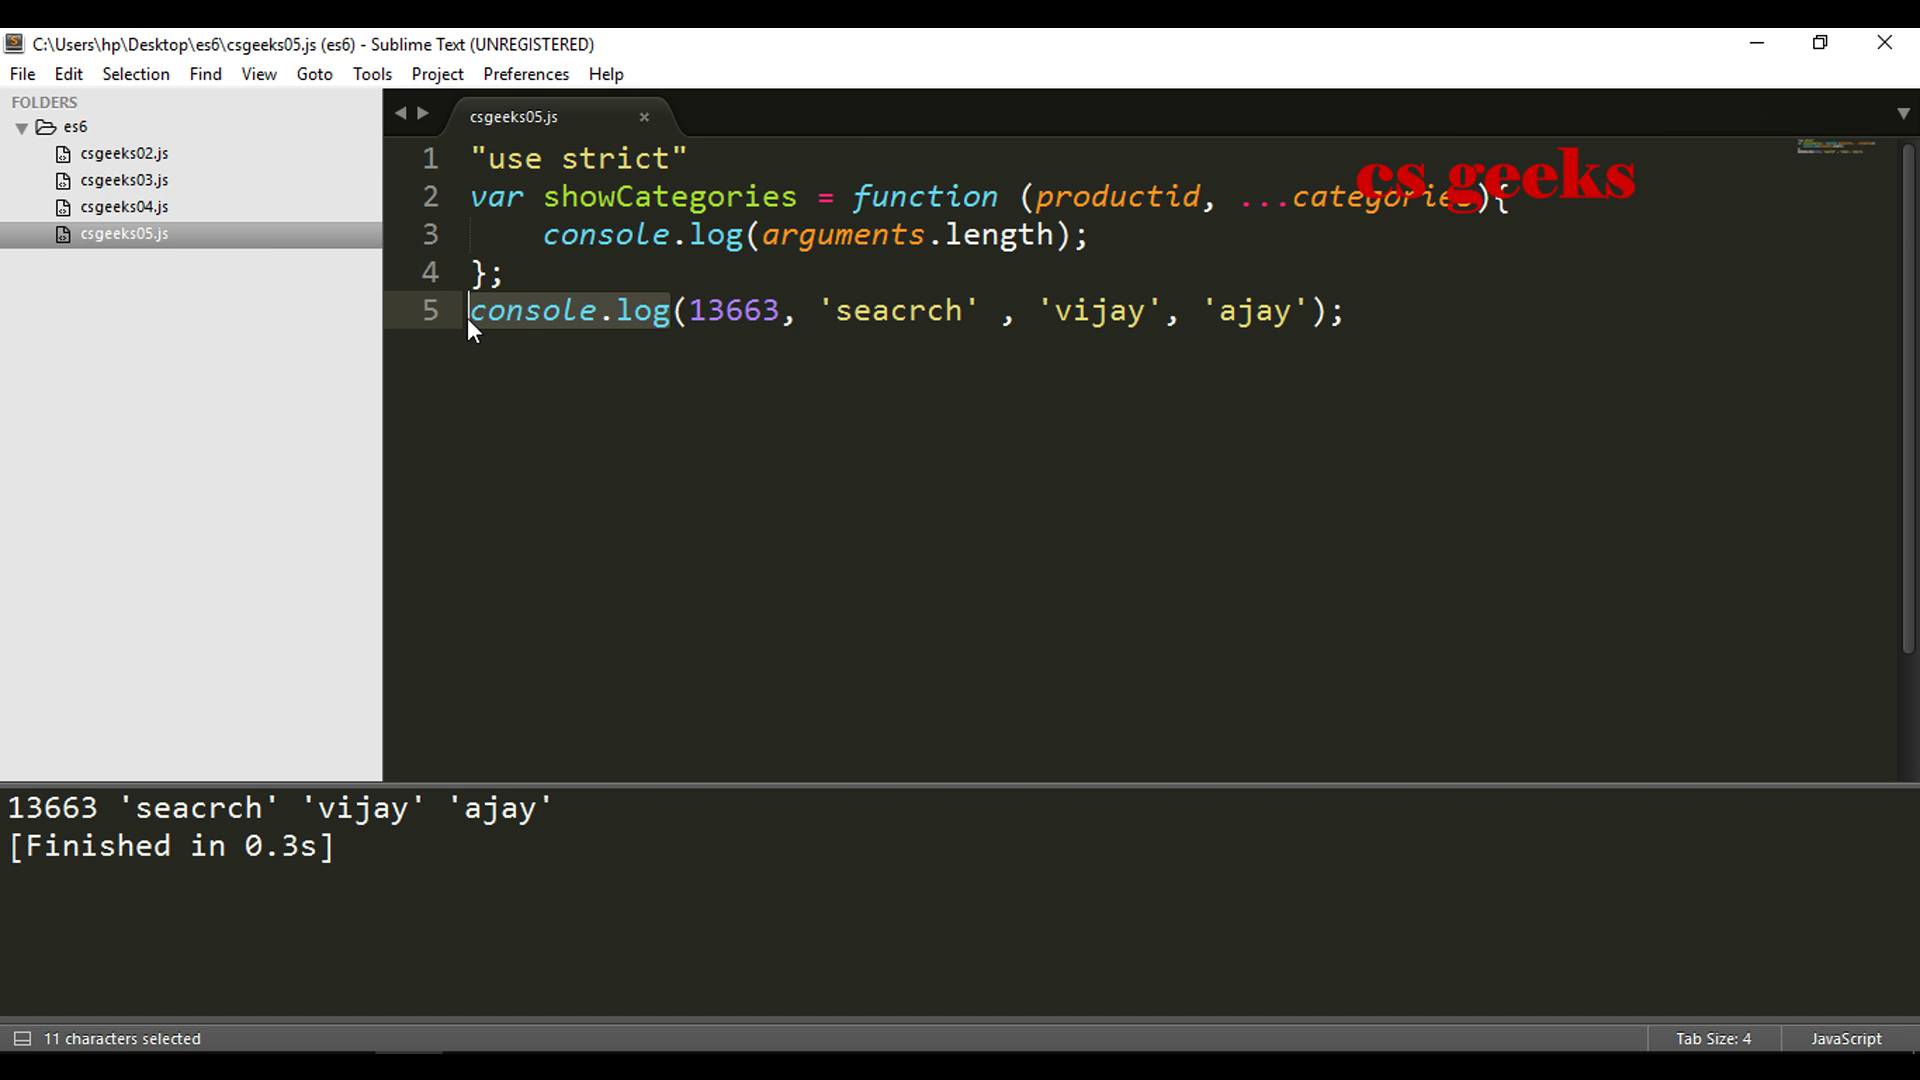 C:\Users\hp\Desktop\es6\csgeeks05.js (es6) - Sublime Text (UNREGISTERED)
File Edit Selection Find View Goto Tools Project Preferences Help
FOLDERS
es6
csgeeks02.js
csgeeks03.js
csgeeks04.js
csgeeks05.js
csgeeks05.js ×
cs geeks
1 "use strict"
2 var showCategories = function (productid, ...categories){
3 console.log(arguments.length);
4 };
5 console.log(13663, 'seacrch' , 'vijay', 'ajay');
13663 'seacrch' 'vijay' 'ajay'
[Finished in 0.3s]
11 characters selected
Tab Size: 4
JavaScript